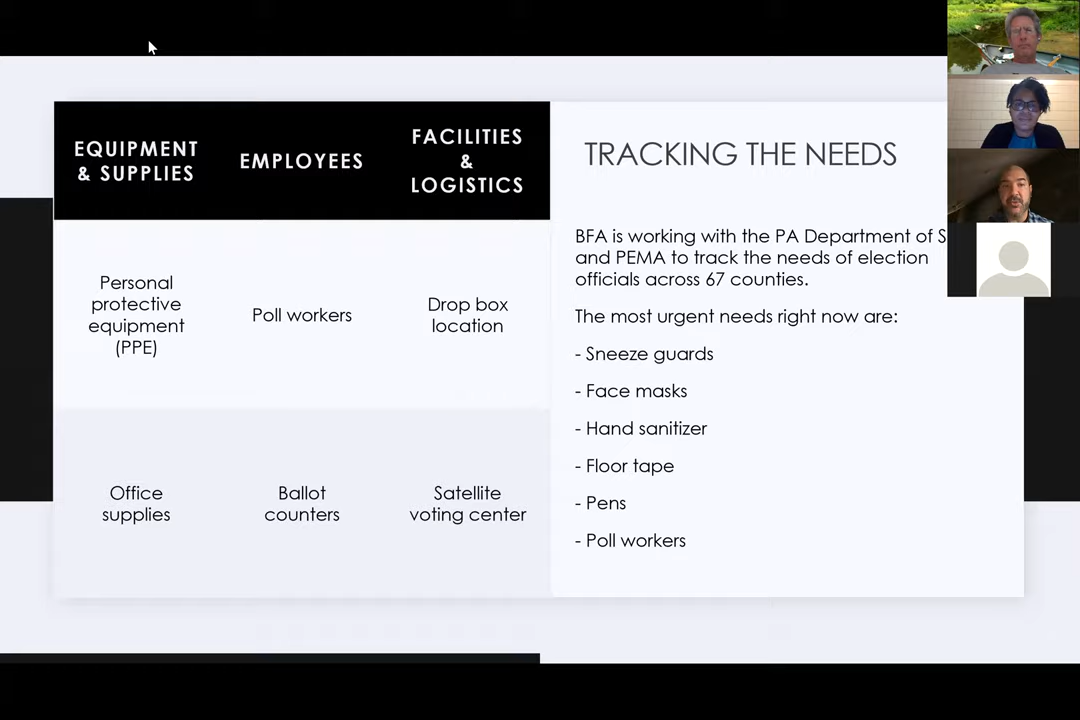 EQUIPMENT
& SUPPLIES
EMPLOYEES
FACILITIES
&
LOGISTICS
Personal
protective
equipment
(PPE)
Poll workers
Drop box
location
Office
supplies
Ballot
counters
Satellite
voting center
TRACKING THE NEEDS
BFA is working with the PA Department of S
and PEMA to track the needs of election
officials across 67 counties.
The most urgent needs right now are:
- Sneeze guards
- Face masks
- Hand sanitizer
- Floor tape
- Pens
- Poll workers